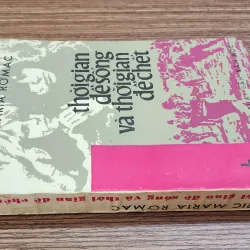 MARIA ROMAC
thời gian
để sống
và thời gian
để chết
IC MARIA ROMAC
thời gian để sống và thời gian để chết